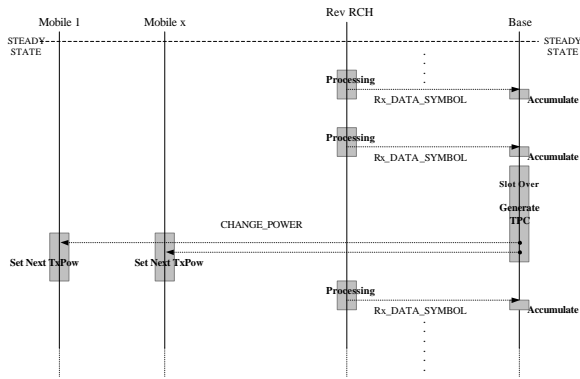 Mobile 1
Mobile x
Rev RCH
Base
STEADY
STATE
STEADY
STATE
Processing
Rx_DATA_SYMBOL
Accumulate
Processing
Rx_DATA_SYMBOL
Accumulate
Slot Over
Generate
TPC
CHANGE_POWER
Set Next TxPow
Set Next TxPow
Processing
Rx_DATA_SYMBOL
Accumulate